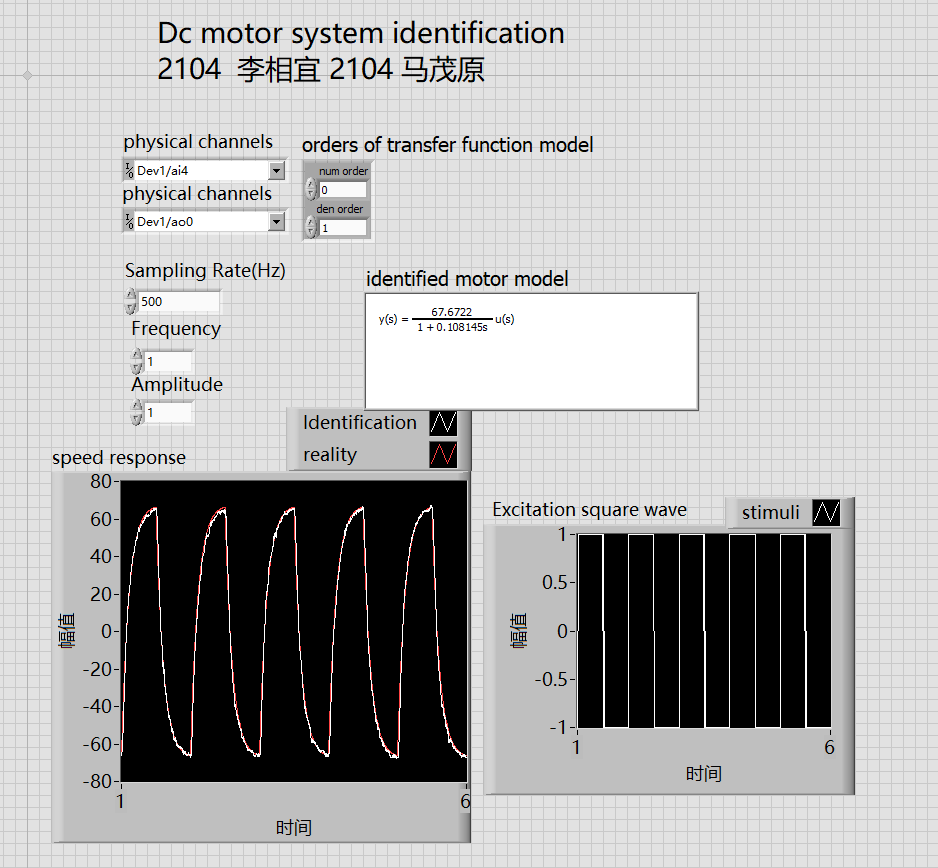 Dc motor system identification
2104 李相宜 2104 马茂原
physical channels
Dev1/ai4
physical channels
Dev1/ao0
orders of transfer function model
num order
0
den order
1
Sampling Rate(Hz)
500
Frequency
1
Amplitude
1
identified motor model
y(s) = 67.6722 / 1 + 0.108145s u(s)
Identification
reality
speed response
80
60
40
20
0
-20
-40
-60
-80
幅值
1
6
时间
Excitation square wave
stimuli
1
0.5
0
-0.5
-1
幅值
1
6
时间